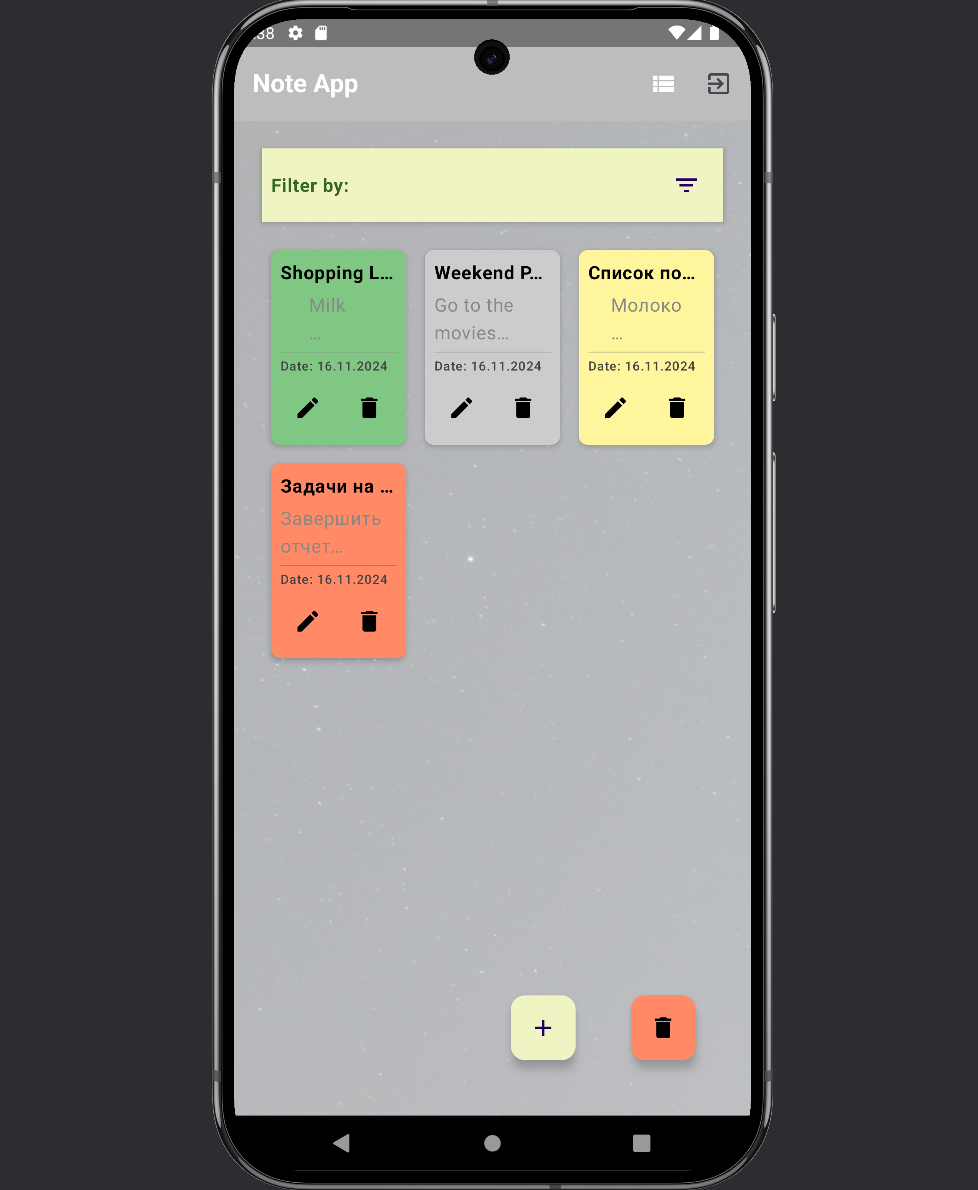 :38
Note App
Filter by:
Shopping L...
Milk
...
Date: 16.11.2024
Weekend P...
Go to the
movies...
Date: 16.11.2024
Список по...
Молоко
...
Date: 16.11.2024
Задачи на ...
Завершить
отчет...
Date: 16.11.2024